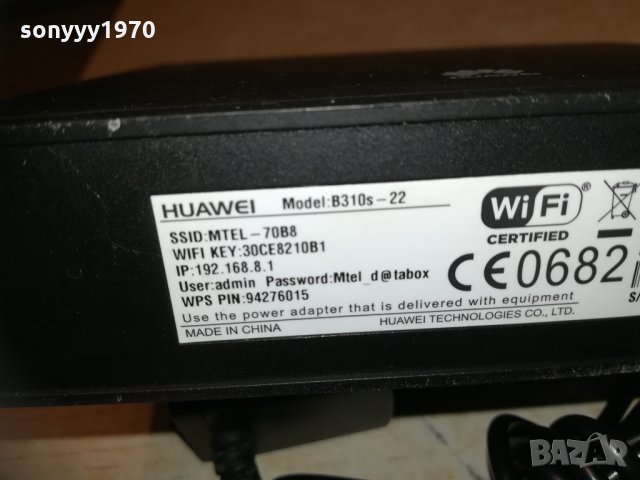 sonyyy1970
HUAWEI Model:B310s-22
SSID:MTEL-70B8
WIFI KEY:30CE8210B1
IP:192.168.8.1
User:admin Password:Mtel_d@tabox
WPS PIN:94276015
Use the power adapter that is delivered with equipment
MADE IN CHINA HUAWEI TECHNOLOGIES CO., LTD.
WiFi ®
CERTIFIED
CE0682
BAZAR